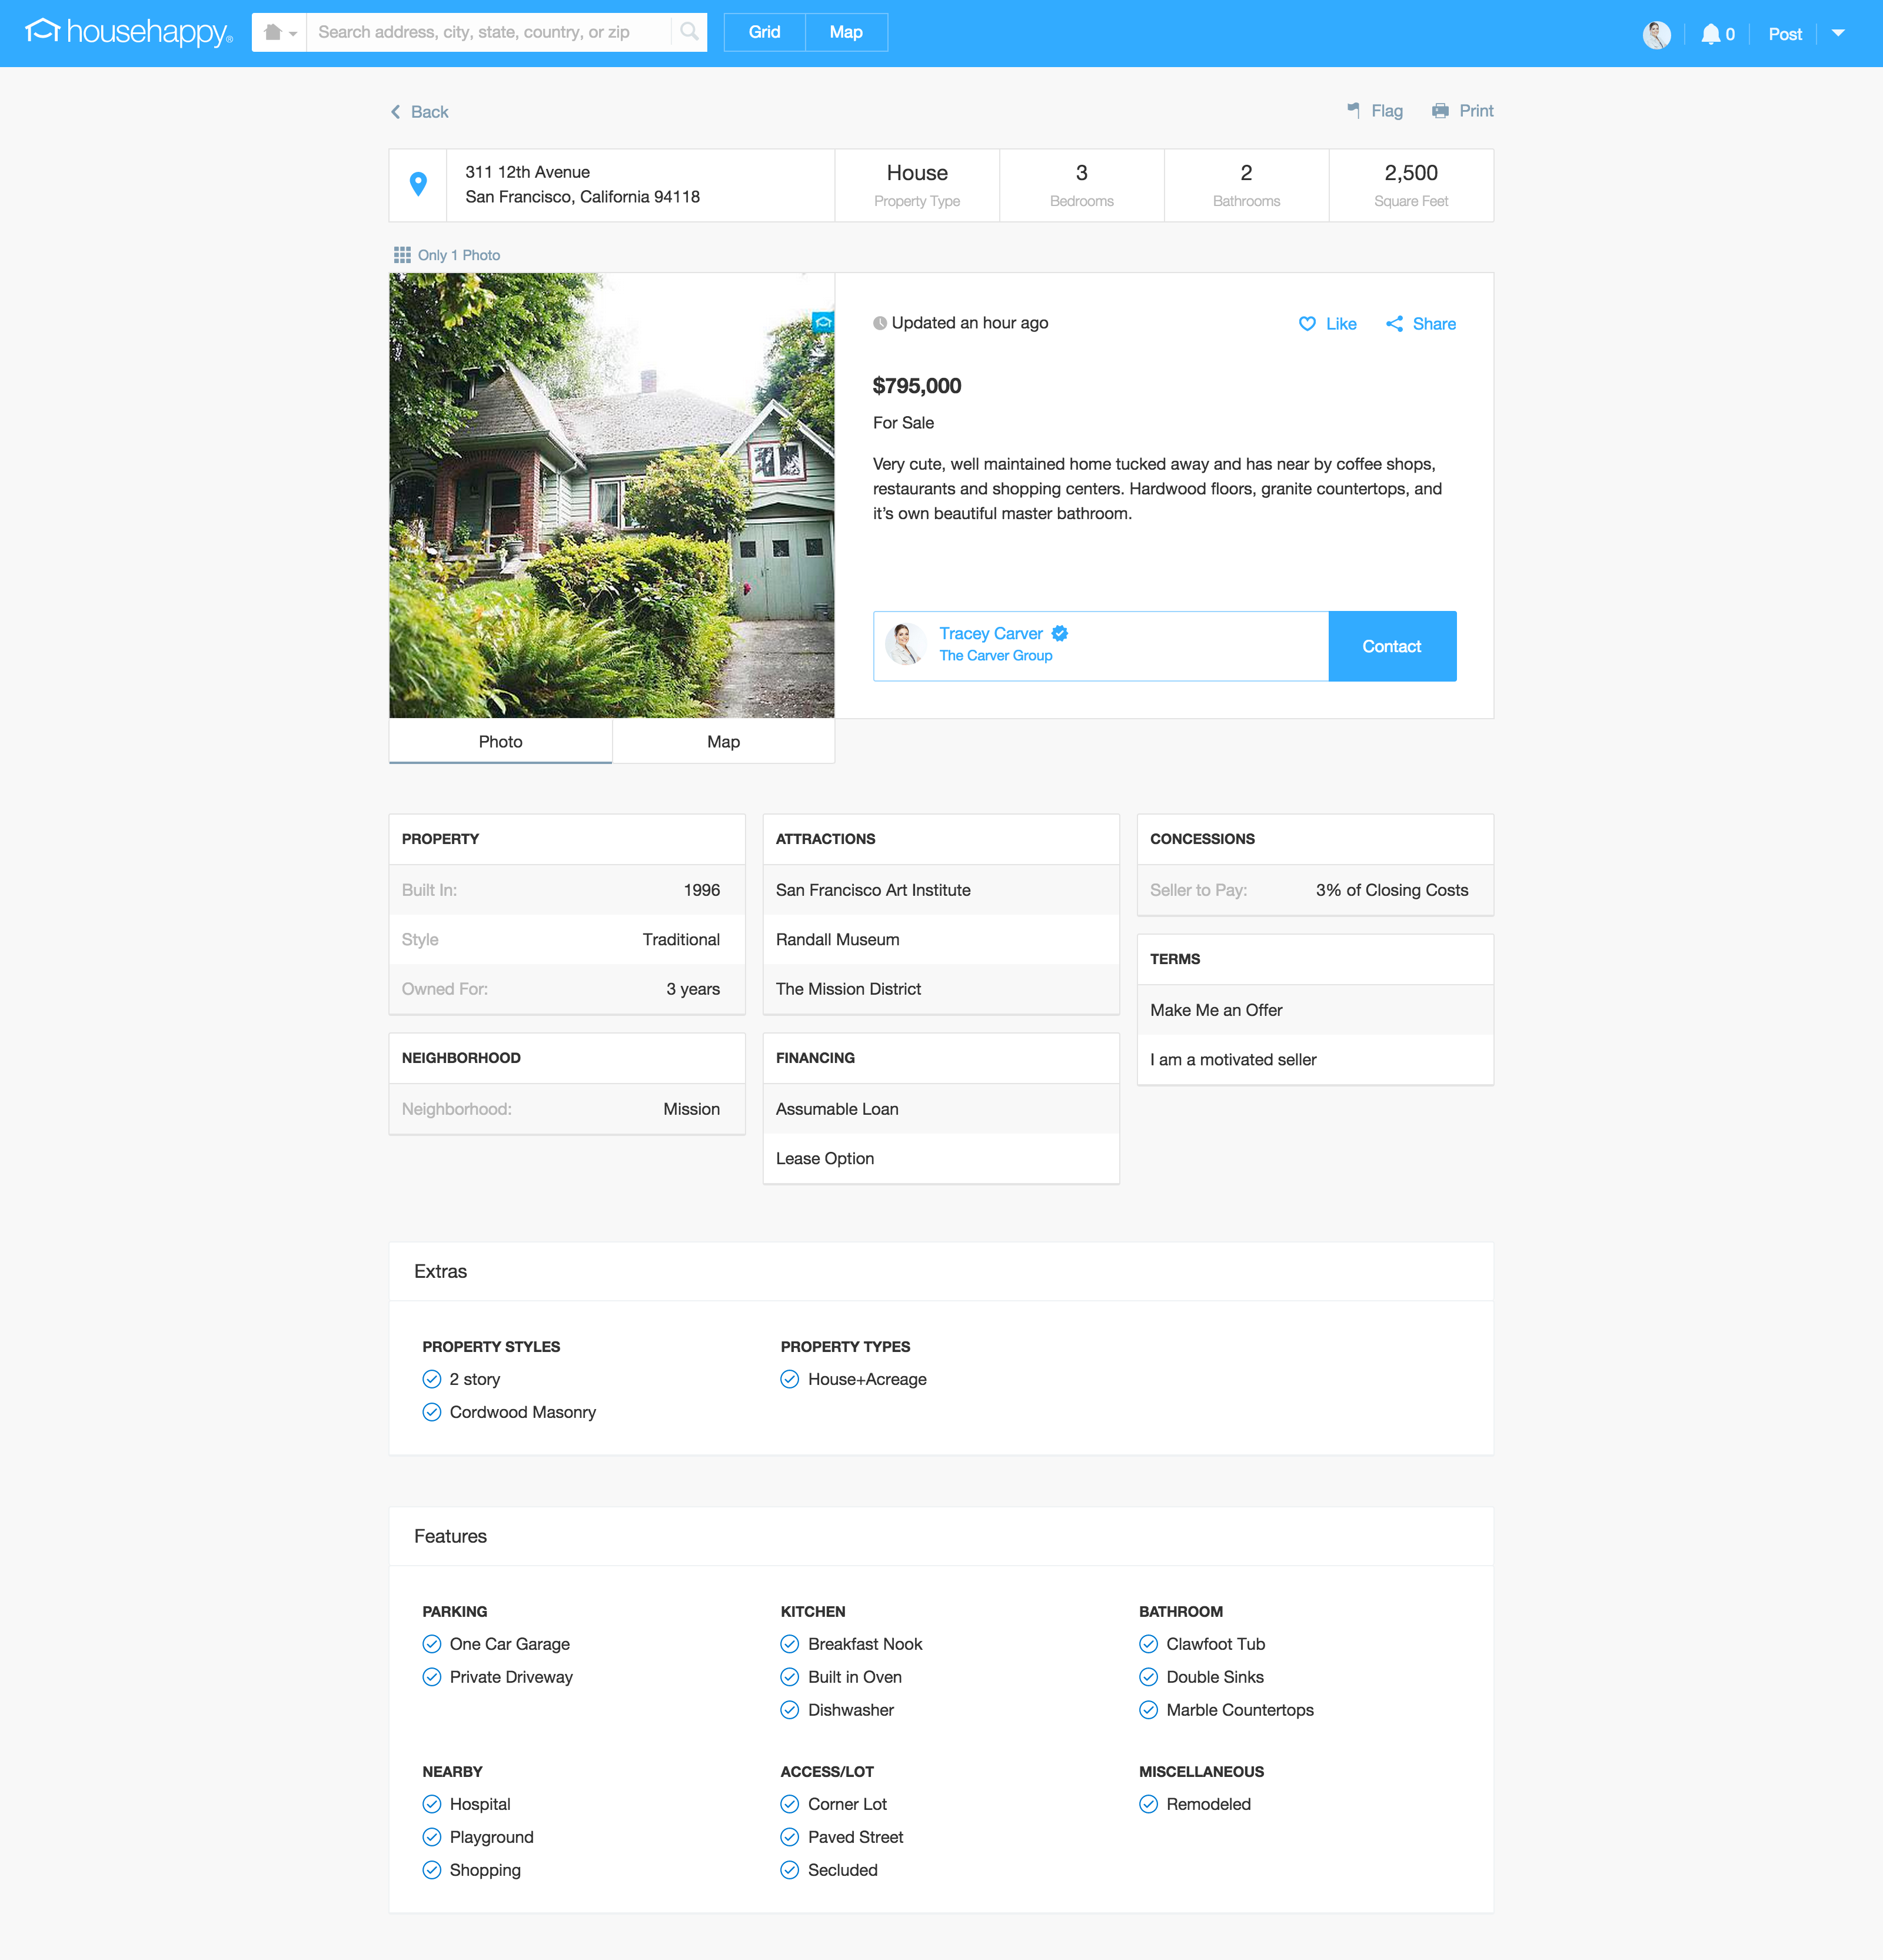 househappy®
Search address, city, state, country, or zip
Grid
Map
0
Post
Back
Flag
Print
311 12th Avenue
San Francisco, California 94118
House
Property Type
3
Bedrooms
2
Bathrooms
2,500
Square Feet
Only 1 Photo
Updated an hour ago
Like
Share
$795,000
For Sale
Very cute, well maintained home tucked away and has near by coffee shops,
restaurants and shopping centers. Hardwood floors, granite countertops, and
it’s own beautiful master bathroom.
Tracey Carver
The Carver Group
Contact
Photo
Map
PROPERTY
Built In: 1996
Style Traditional
Owned For: 3 years
NEIGHBORHOOD
Neighborhood: Mission
ATTRACTIONS
San Francisco Art Institute
Randall Museum
The Mission District
FINANCING
Assumable Loan
Lease Option
CONCESSIONS
Seller to Pay: 3% of Closing Costs
TERMS
Make Me an Offer
I am a motivated seller
Extras
PROPERTY STYLES
2 story
Cordwood Masonry
PROPERTY TYPES
House+Acreage
Features
PARKING
One Car Garage
Private Driveway
KITCHEN
Breakfast Nook
Built in Oven
Dishwasher
BATHROOM
Clawfoot Tub
Double Sinks
Marble Countertops
NEARBY
Hospital
Playground
Shopping
ACCESS/LOT
Corner Lot
Paved Street
Secluded
MISCELLANEOUS
Remodeled